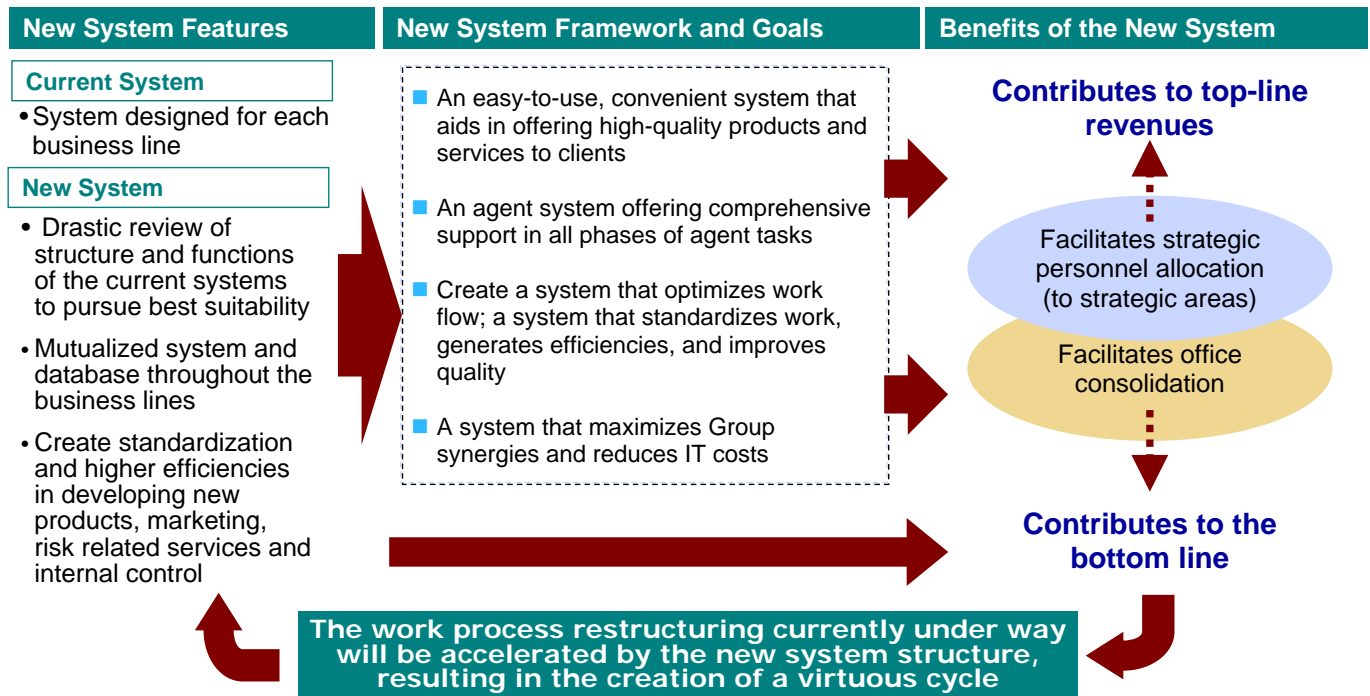 New System Features
Current System
•System designed for each
business line
New System
• Drastic review of
structure and functions
of the current systems
to pursue best suitability
• Mutualized system and
database throughout the
business lines
• Create standardization
and higher efficiencies
in developing new
products, marketing,
risk related services and
internal control
New System Framework and Goals
An easy-to-use, convenient system that
aids in offering high-quality products and
services to clients
An agent system offering comprehensive
support in all phases of agent tasks
Create a system that optimizes work
flow; a system that standardizes work,
generates efficiencies, and improves
quality
A system that maximizes Group
synergies and reduces IT costs
Benefits of the New System
Contributes to top-line
revenues
Facilitates strategic
personnel allocation
(to strategic areas)
Facilitates office
consolidation
Contributes to the
bottom line
The work process restructuring currently under way
will be accelerated by the new system structure,
resulting in the creation of a virtuous cycle